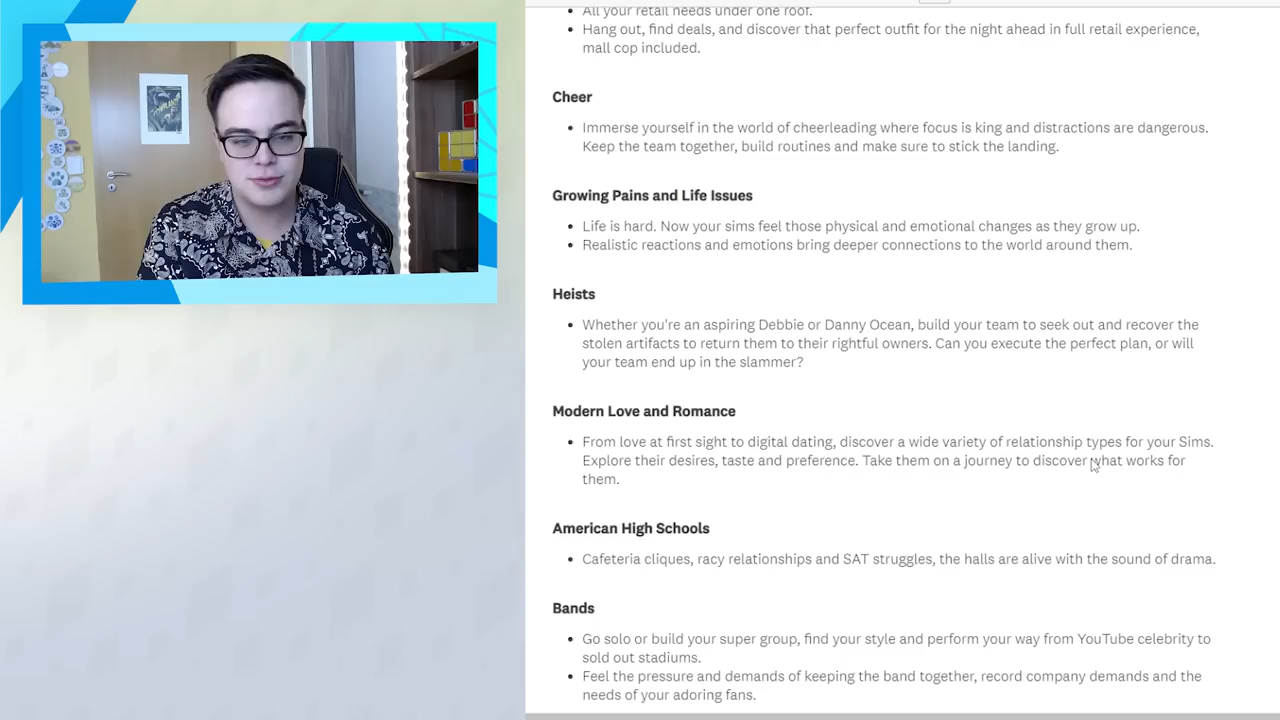 All your retail needs under one roof.
Hang out, find deals, and discover that perfect outfit for the night ahead in full retail experience,
mall cop included.
Cheer
Immerse yourself in the world of cheerleading where focus is king and distractions are dangerous.
Keep the team together, build routines and make sure to stick the landing.
Growing Pains and Life Issues
Life is hard. Now your sims feel those physical and emotional changes as they grow up.
Realistic reactions and emotions bring deeper connections to the world around them.
Heists
Whether you're an aspiring Debbie or Danny Ocean, build your team to seek out and recover the
stolen artifacts to return them to their rightful owners. Can you execute the perfect plan, or will
your team end up in the slammer?
Modern Love and Romance
From love at first sight to digital dating, discover a wide variety of relationship types for your Sims.
Explore their desires, taste and preference. Take them on a journey to discover what works for
them.
American High Schools
Cafeteria cliques, racy relationships and SAT struggles, the halls are alive with the sound of drama.
Bands
Go solo or build your super group, find your style and perform your way from YouTube celebrity to
sold out stadiums.
Feel the pressure and demands of keeping the band together, record company demands and the
needs of your adoring fans.